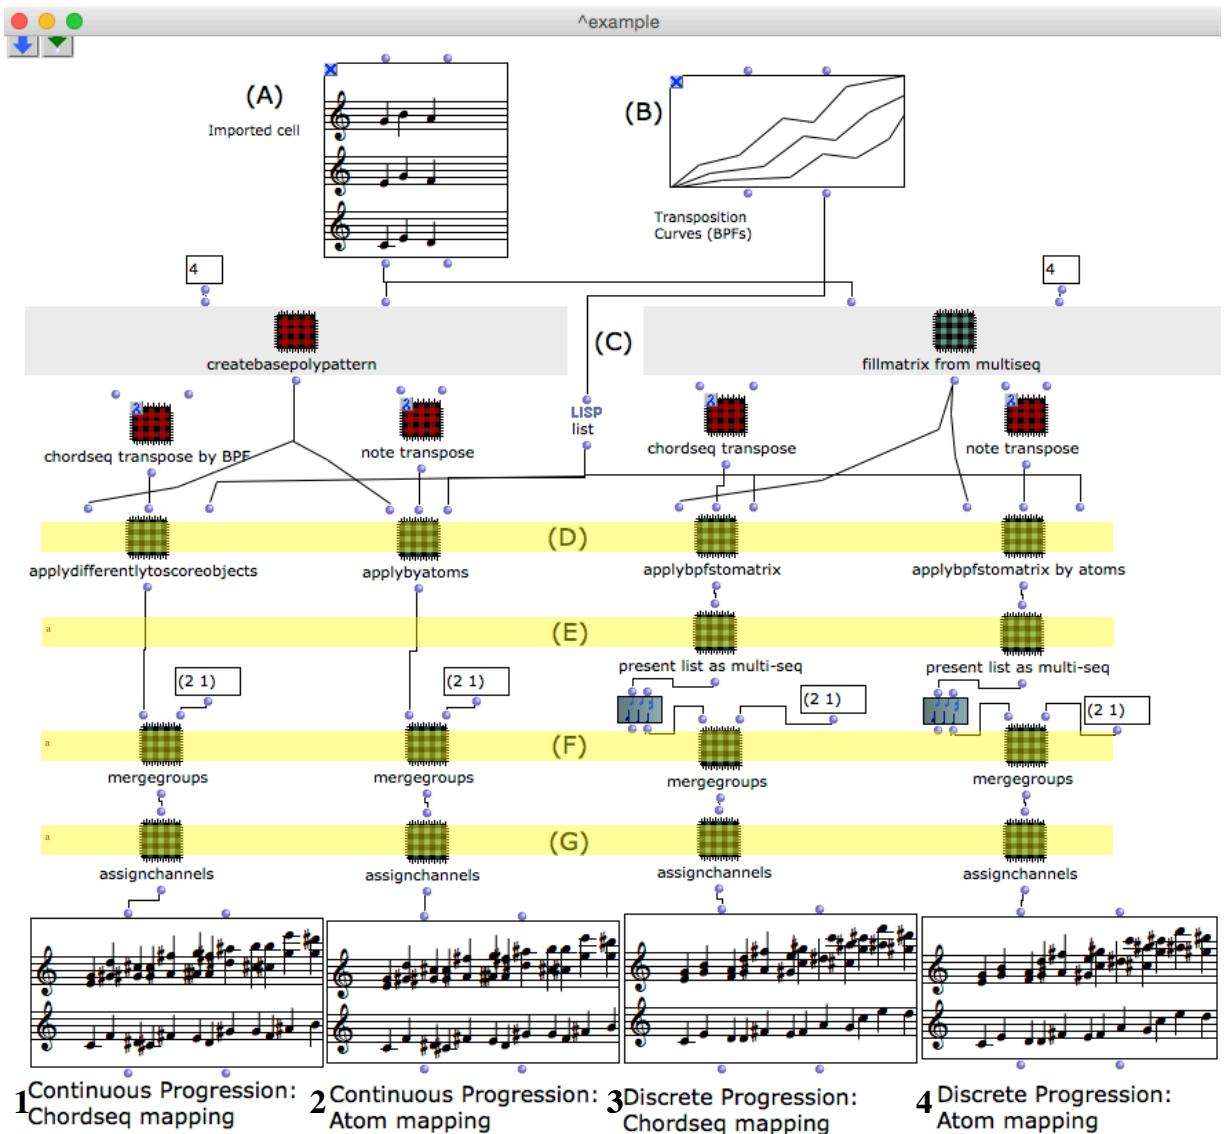 ^example
(A)
Imported cell
(B)
Transposition
Curves (BPFs)
4
4
createbasepolypattern
(C)
fillmatrix from multiseq
chordseq transpose by BPF
note transpose
LISP
list
chordseq transpose
note transpose
(D)
applydifferentlytoscoreobjects
applybyatoms
applybpfstomatrix
applybpfstomatrix by atoms
a
(E)
present list as multi-seq
present list as multi-seq
(2 1)
(2 1)
(2 1)
(2 1)
a
(F)
mergegroups
mergegroups
mergegroups
mergegroups
a
(G)
assignchannels
assignchannels
assignchannels
assignchannels
1 Continuous Progression:
Chordseq mapping
2 Continuous Progression:
Atom mapping
3 Discrete Progression:
Chordseq mapping
4 Discrete Progression:
Atom mapping